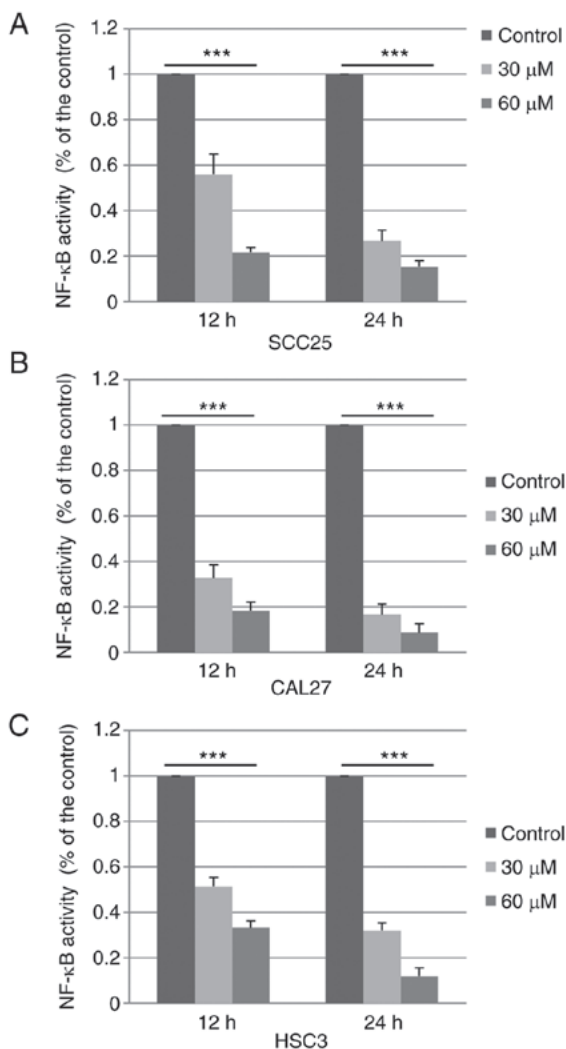 A
NF-κB activity (% of the control)
1.2
1
0.8
0.6
0.4
0.2
0
***
***
12 h
24 h
SCC25
Control
30 μM
60 μM
B
NF-κB activity (% of the control)
1.2
1
0.8
0.6
0.4
0.2
0
***
***
12 h
24 h
CAL27
Control
30 μM
60 μM
C
NF-κB activity (% of the control)
1.2
1
0.8
0.6
0.4
0.2
0
***
***
12 h
24 h
HSC3
Control
30 μM
60 μM